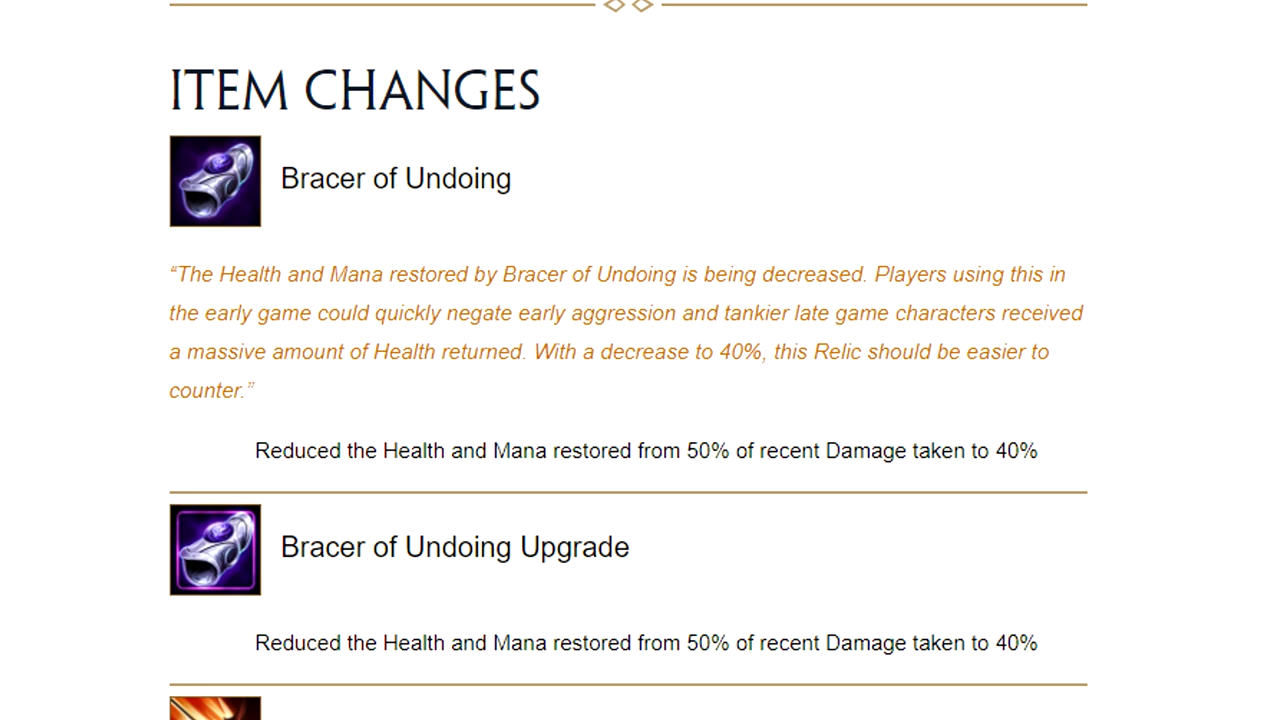 ITEM CHANGES
Bracer of Undoing
“The Health and Mana restored by Bracer of Undoing is being decreased. Players using this in
the early game could quickly negate early aggression and tankier late game characters received
a massive amount of Health returned. With a decrease to 40%, this Relic should be easier to
counter.”
Reduced the Health and Mana restored from 50% of recent Damage taken to 40%
Bracer of Undoing Upgrade
Reduced the Health and Mana restored from 50% of recent Damage taken to 40%